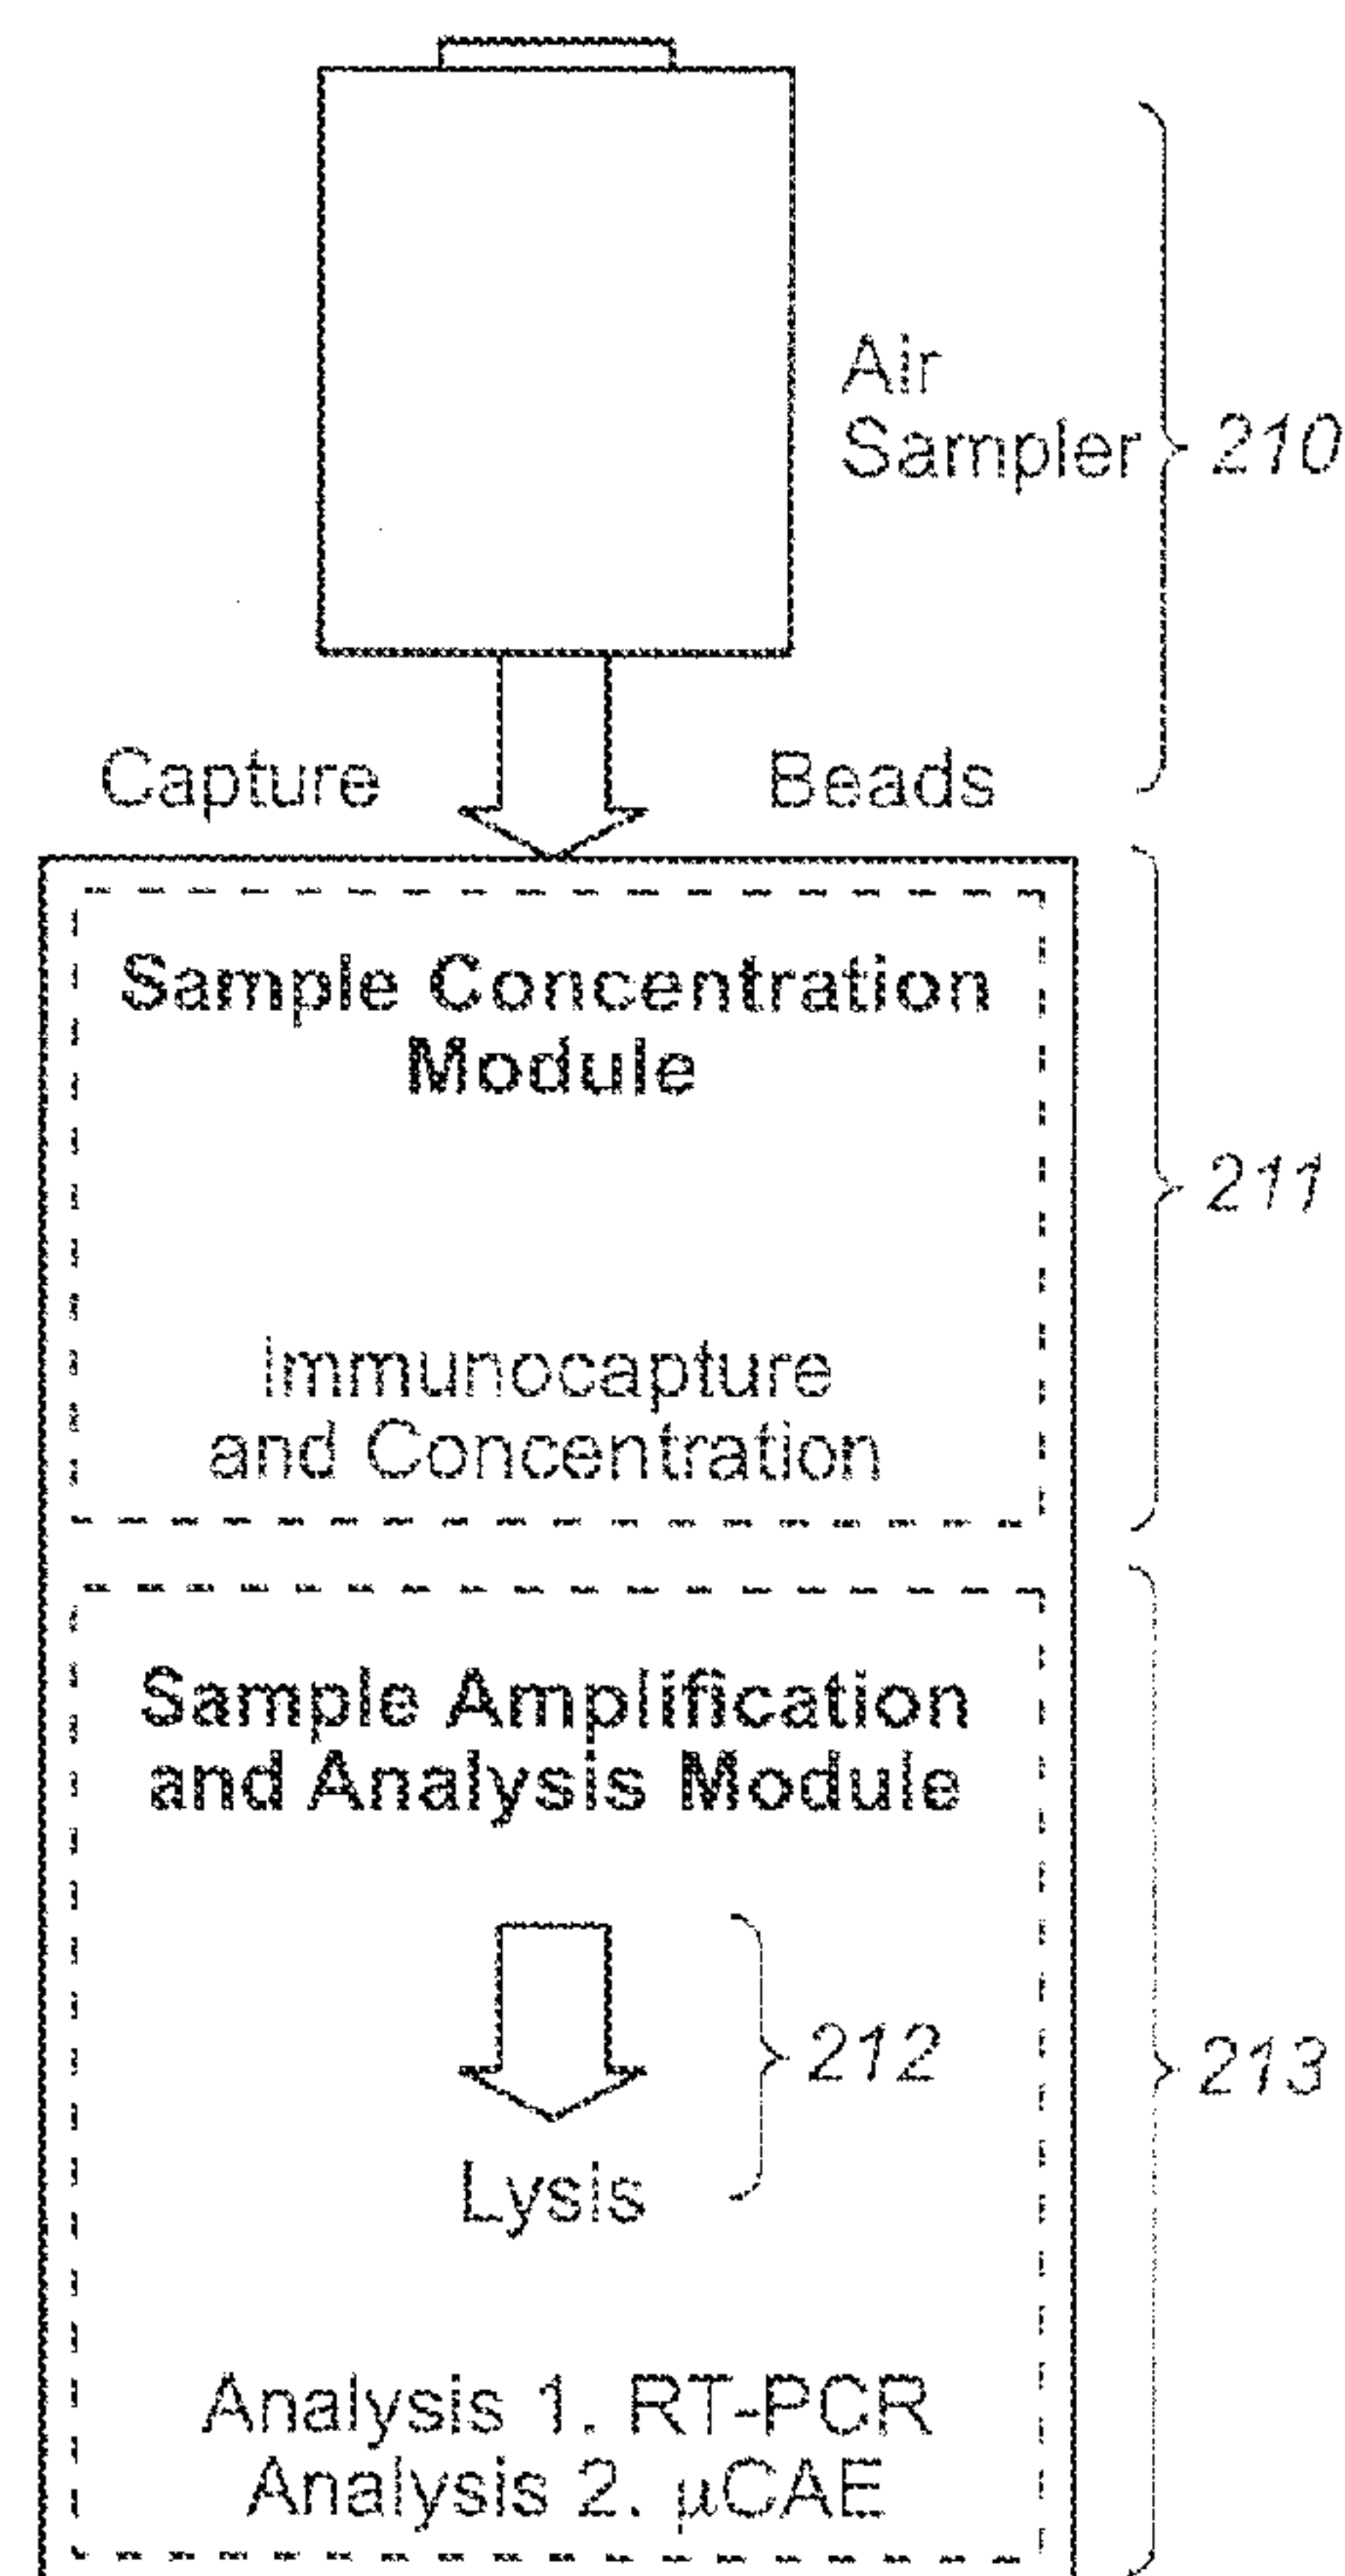 Air
Sampler
210
Capture Beads
Sample Concentration
Module
211
Immunocapture
and Concentration
Sample Amplification
and Analysis Module
212
213
Lysis
Analysis 1. RT-PCR
Analysis 2. µCAE